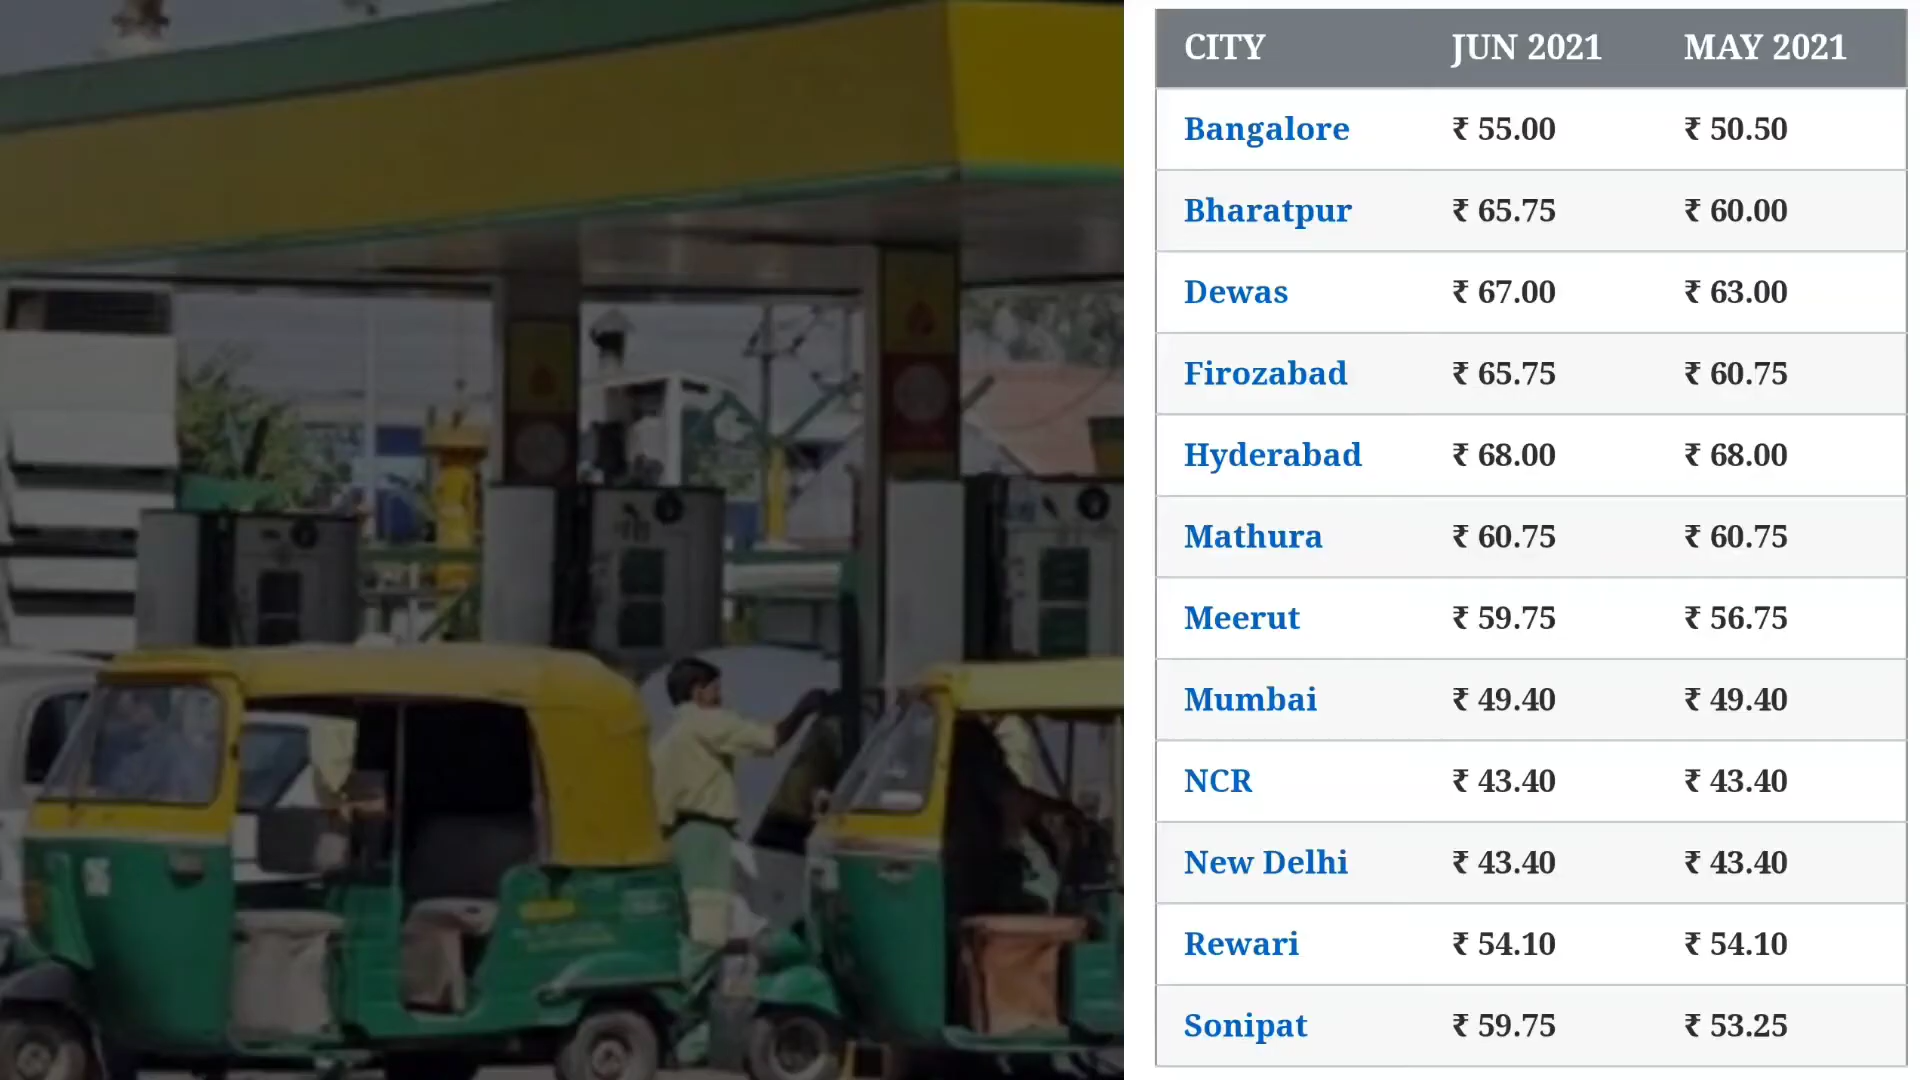 CITY JUN 2021 MAY 2021
Bangalore ₹ 55.00 ₹ 50.50
Bharatpur ₹ 65.75 ₹ 60.00
Dewas ₹ 67.00 ₹ 63.00
Firozabad ₹ 65.75 ₹ 60.75
Hyderabad ₹ 68.00 ₹ 68.00
Mathura ₹ 60.75 ₹ 60.75
Meerut ₹ 59.75 ₹ 56.75
Mumbai ₹ 49.40 ₹ 49.40
NCR ₹ 43.40 ₹ 43.40
New Delhi ₹ 43.40 ₹ 43.40
Rewari ₹ 54.10 ₹ 54.10
Sonipat ₹ 59.75 ₹ 53.25